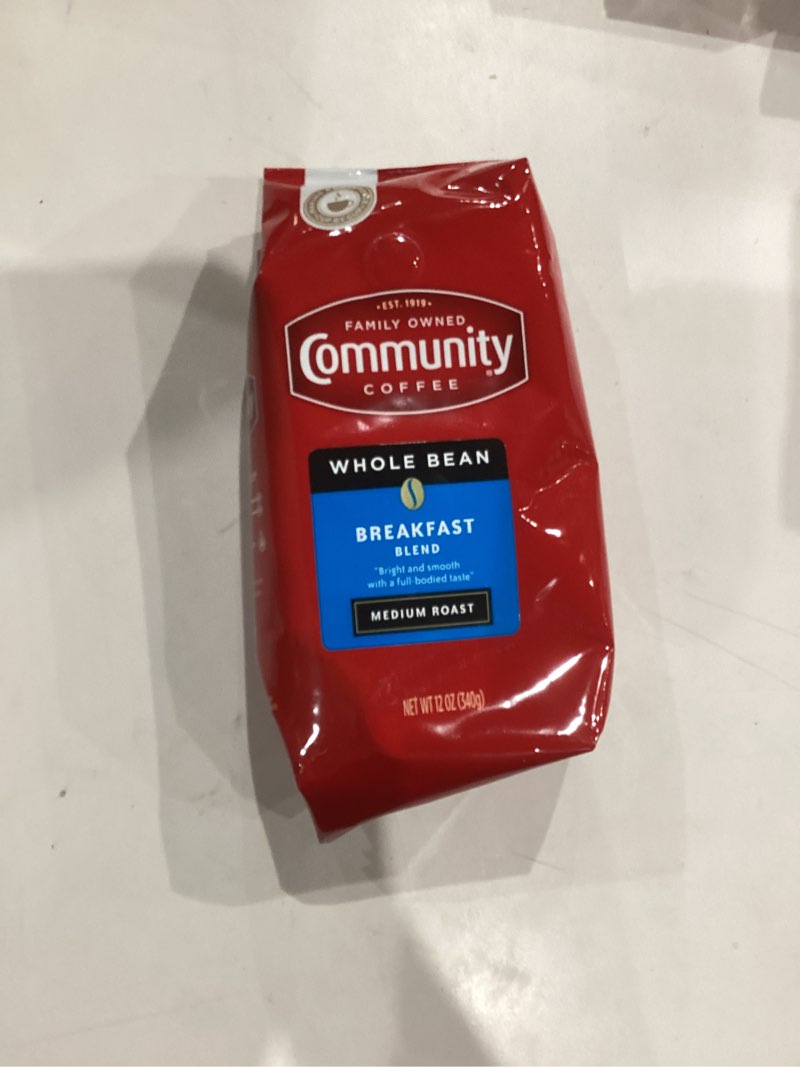 ·EST. 1919·
FAMILY OWNED
Community
COFFEE
WHOLE BEAN
BREAKFAST
BLEND
"Bright and smooth
with a full-bodied taste"
MEDIUM ROAST
NET WT 12 OZ (340g)